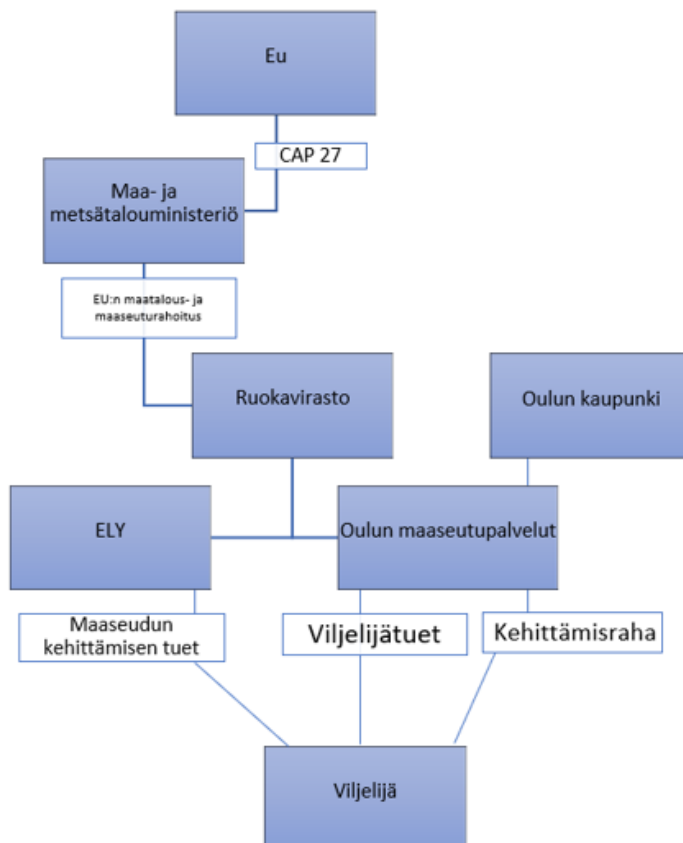 Eu
CAP 27
Maa- ja
metsätalouministeriö
EU:n maatalous- ja
maaseuturahoitus
Ruokavirasto
Oulun kaupunki
ELY
Oulun maaseutupalvelut
Maaseudun
kehittämisen tuet
Viljelijätuet
Kehittämisraha
Viljelijä